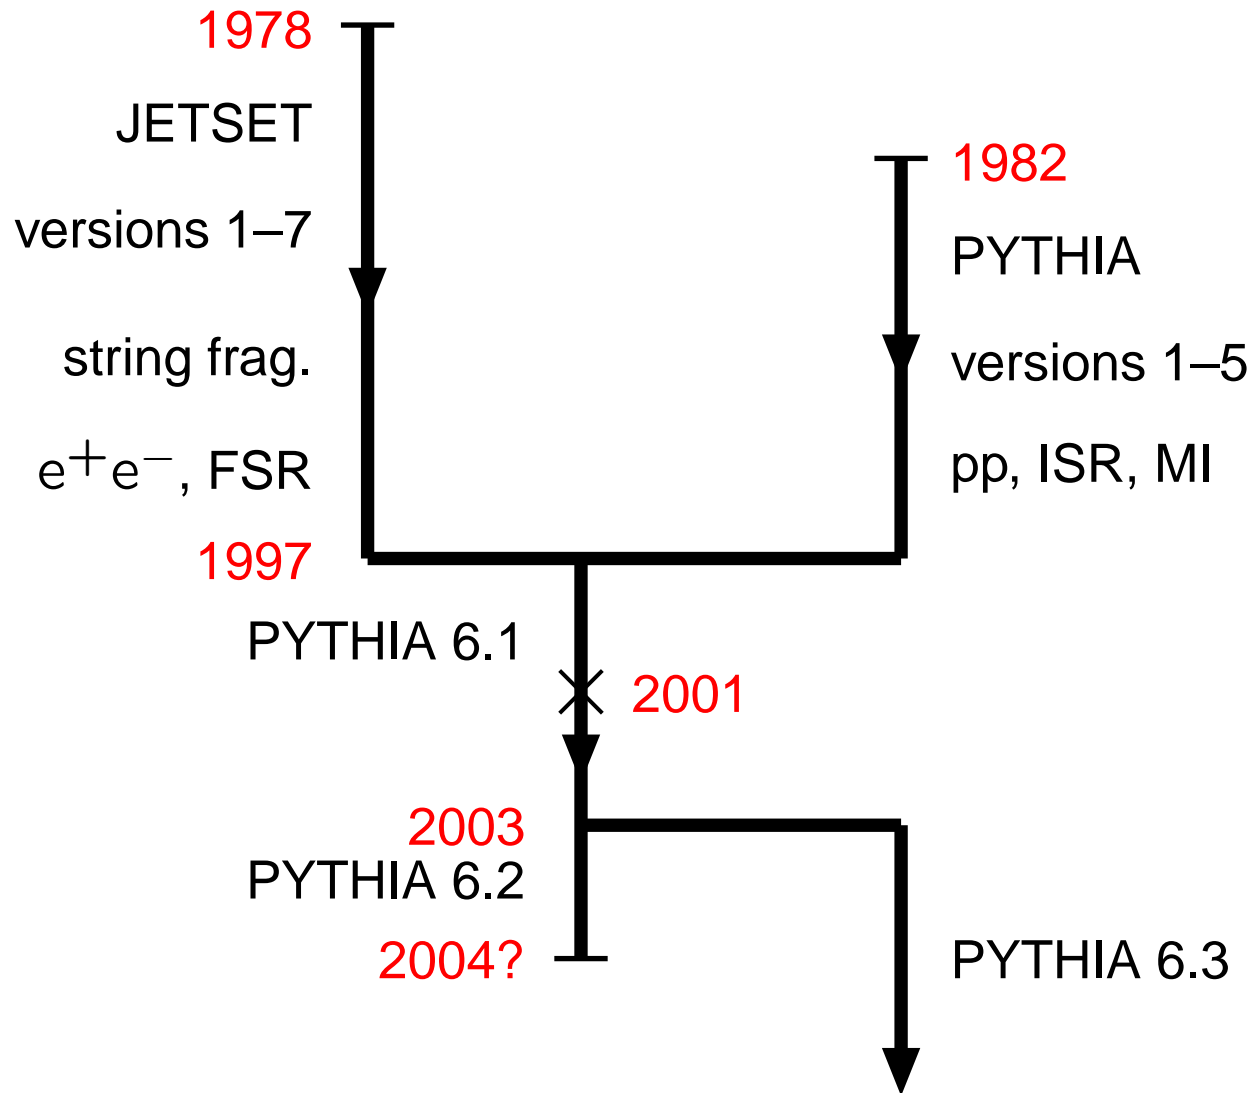 1978
JETSET
versions 1–7
string frag.
e⁺e⁻, FSR
1982
PYTHIA
versions 1–5
pp, ISR, MI
1997
PYTHIA 6.1
2001
2003
PYTHIA 6.2
2004?
PYTHIA 6.3